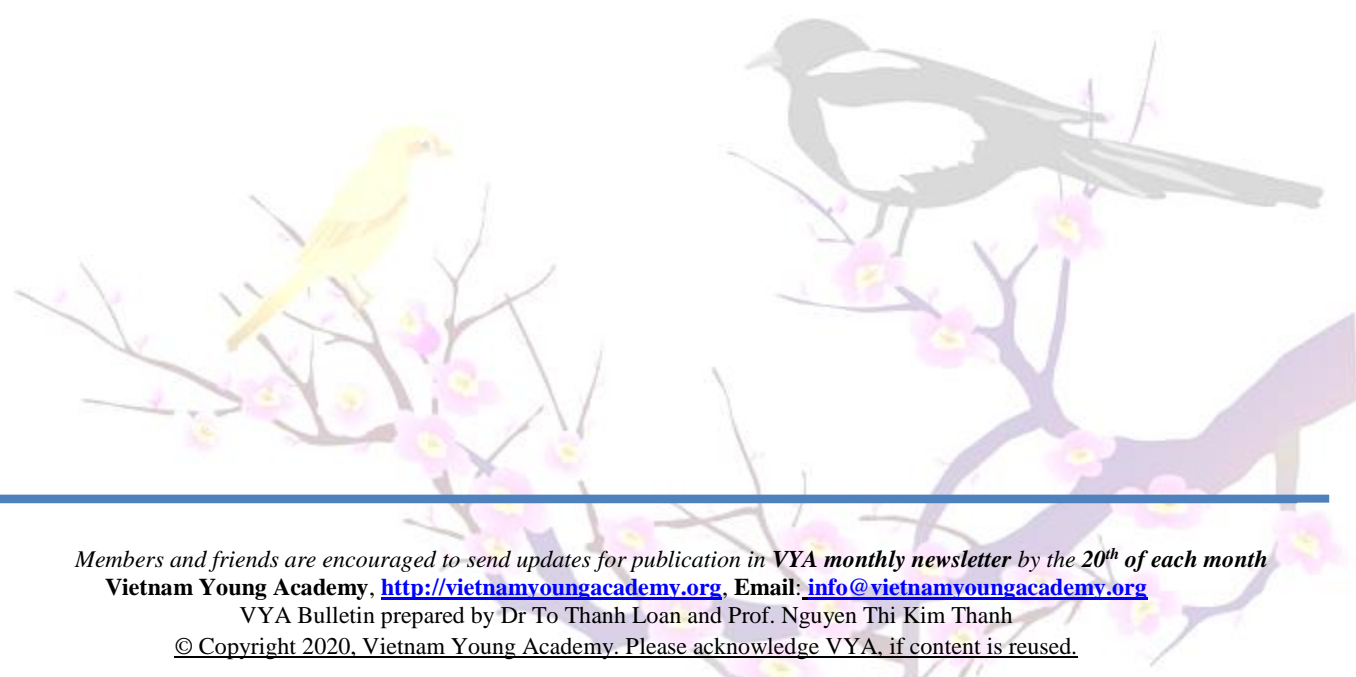 Members and friends are encouraged to send updates for publication in VYA monthly newsletter by the 20th of each month
Vietnam Young Academy, http://vietnamyoungacademy.org, Email: info@vietnamyoungacademy.org
VYA Bulletin prepared by Dr To Thanh Loan and Prof. Nguyen Thi Kim Thanh
© Copyright 2020, Vietnam Young Academy. Please acknowledge VYA, if content is reused.